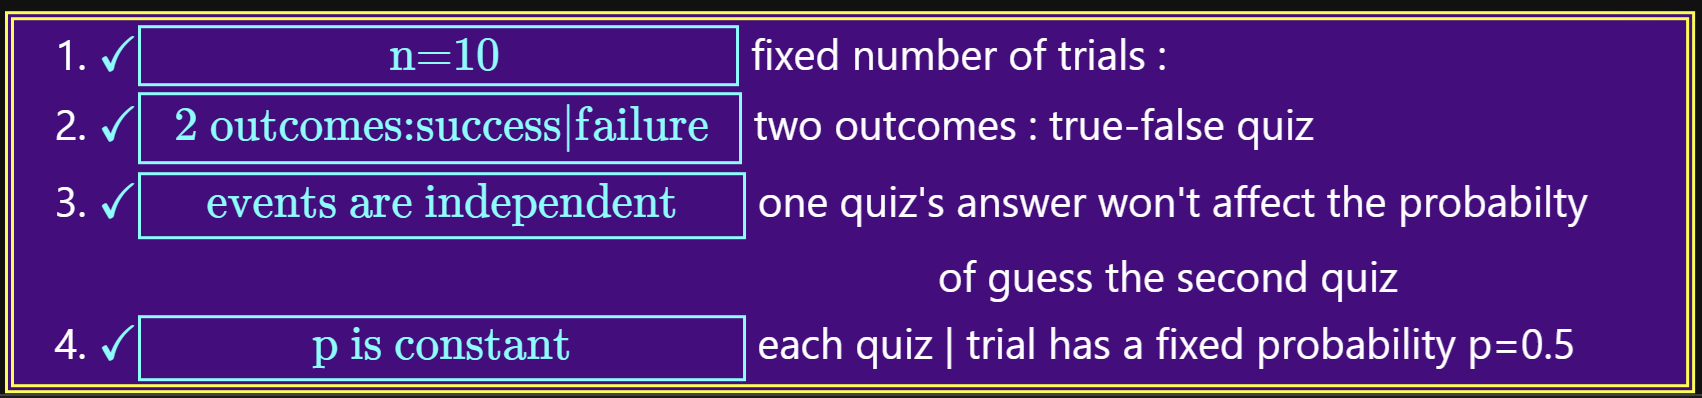 1. ✓ n=10 fixed number of trials :
2. ✓ 2 outcomes:success|failure two outcomes : true-false quiz
3. ✓ events are independent one quiz's answer won't affect the probabilty
of guess the second quiz
4. ✓ p is constant each quiz | trial has a fixed probability p=0.5